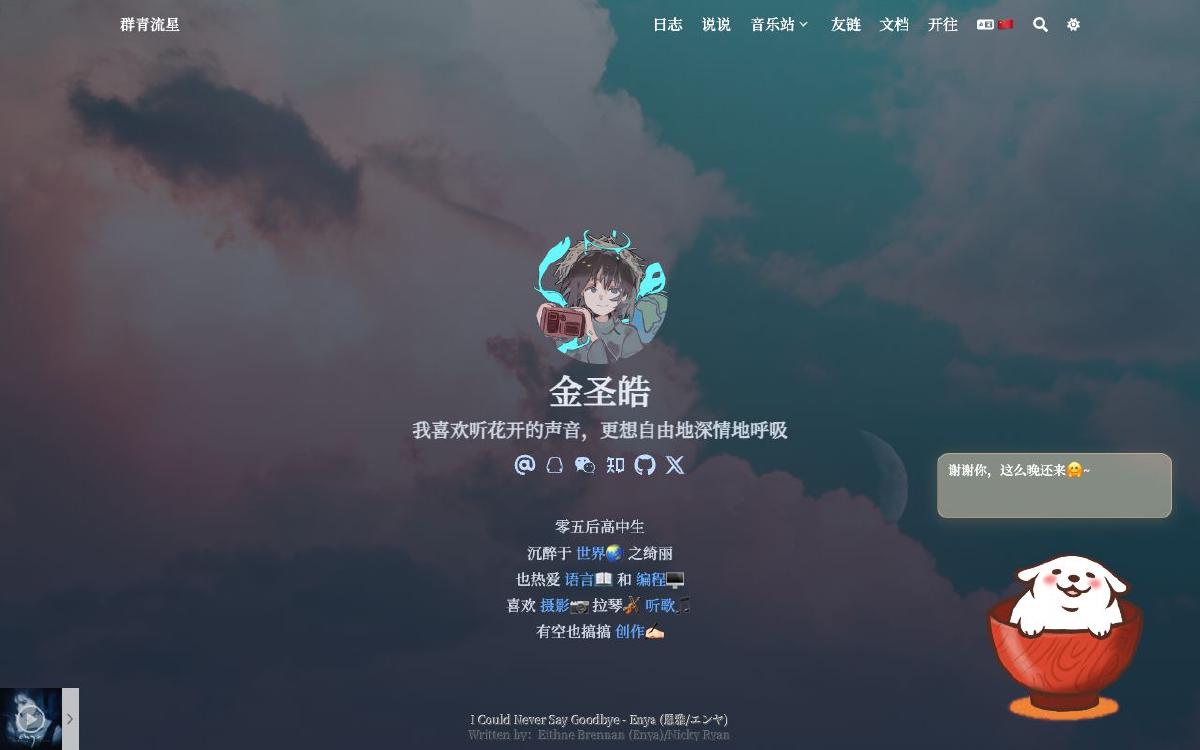 群青流星
日志 说说 音乐站 友链 文档 开往
金圣皓
我喜欢听花开的声音，更想自由地深情地呼吸
谢谢你，这么晚还来🤗~
零五后高中生
沉醉于 世界🌏 之绮丽
也热爱 语言📖 和 编程🖥️
喜欢 摄影📷 拉琴🎻 听歌🎵
有空也搞搞 创作✍🏻
I Could Never Say Goodbye - Enya (恩雅/エンヤ)
Written by：Eithne Brennan (Enya)/Nicky Ryan